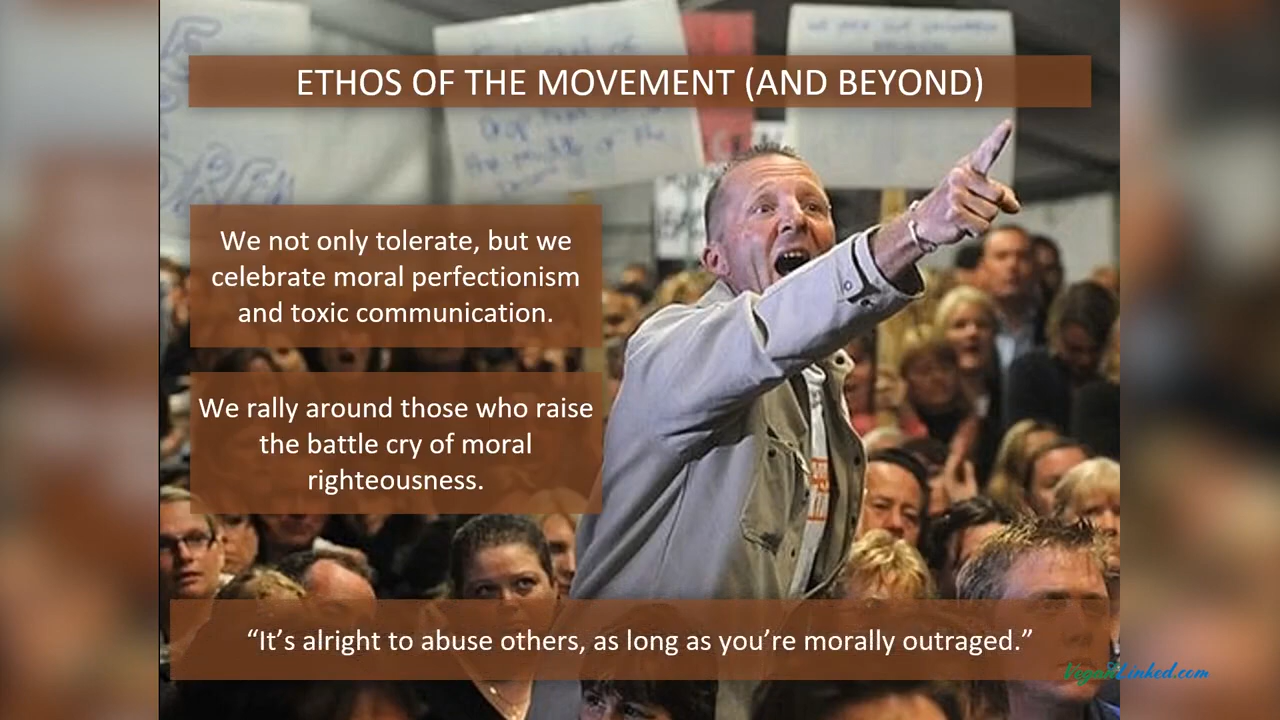 ETHOS OF THE MOVEMENT (AND BEYOND)
We not only tolerate, but we
celebrate moral perfectionism
and toxic communication.
We rally around those who raise
the battle cry of moral
righteousness.
“It’s alright to abuse others, as long as you’re morally outraged.”
VeganLinked.com